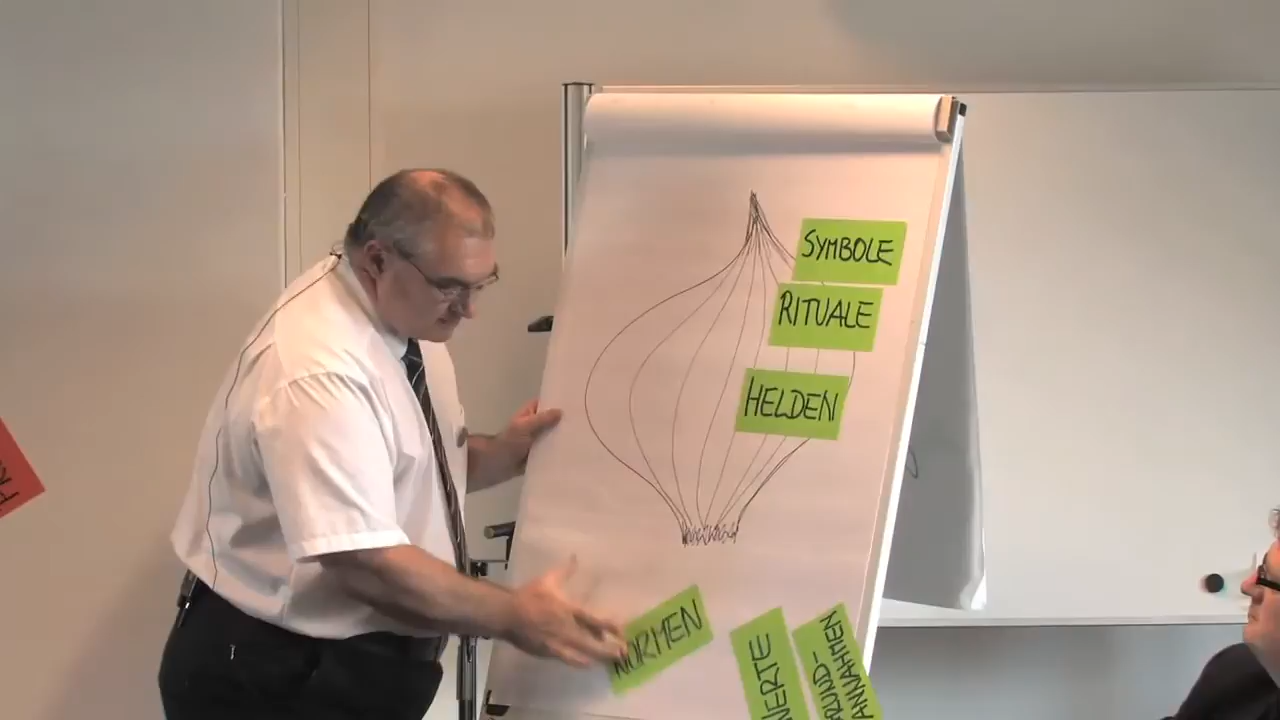 SYMBOLE
RITUALE
HELDEN
NORMEN
WERTE
GRUND-
ANNAHMEN